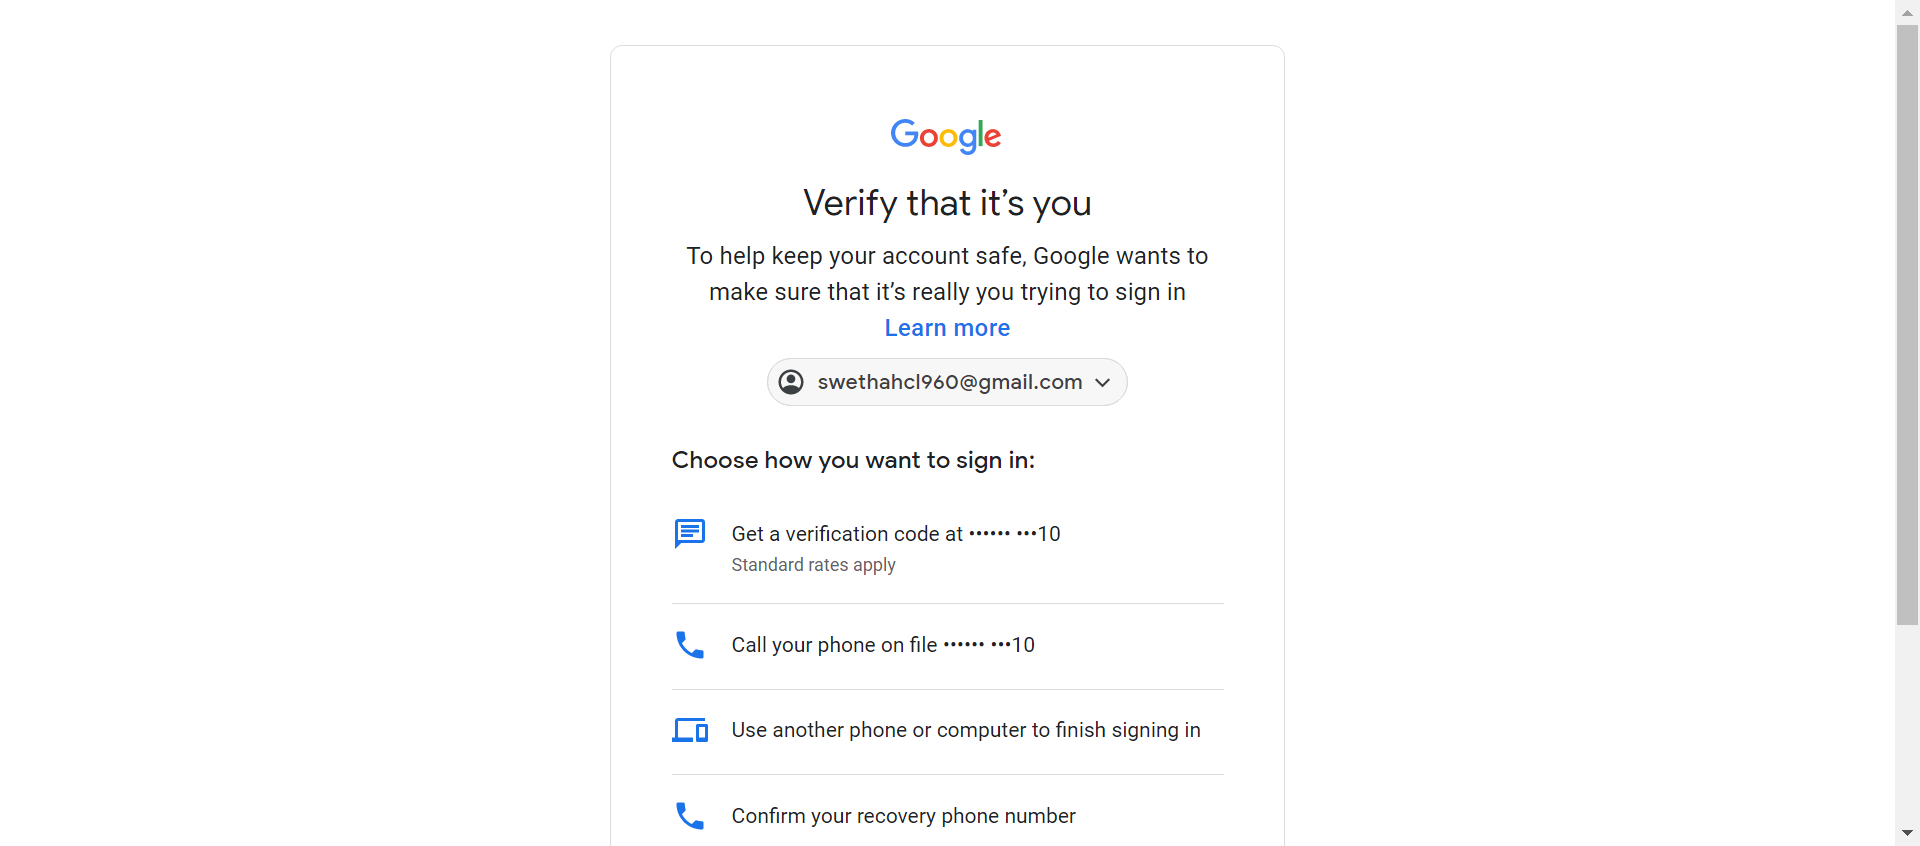 Google
Verify that it’s you
To help keep your account safe, Google wants to
make sure that it’s really you trying to sign in
Learn more
swethahcl960@gmail.com
Choose how you want to sign in:
Get a verification code at •••••• •••10
Standard rates apply
Call your phone on file •••••• •••10
Use another phone or computer to finish signing in
Confirm your recovery phone number